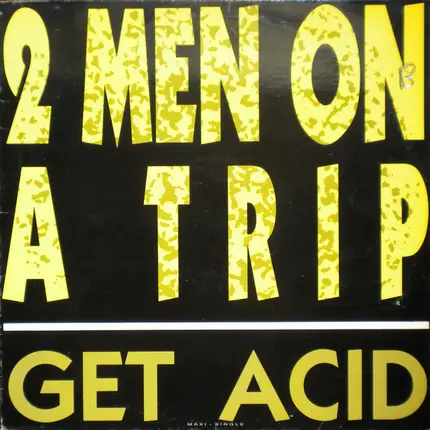 2 MEN ON
A TRIP
GET ACID
MAXI-SINGLE